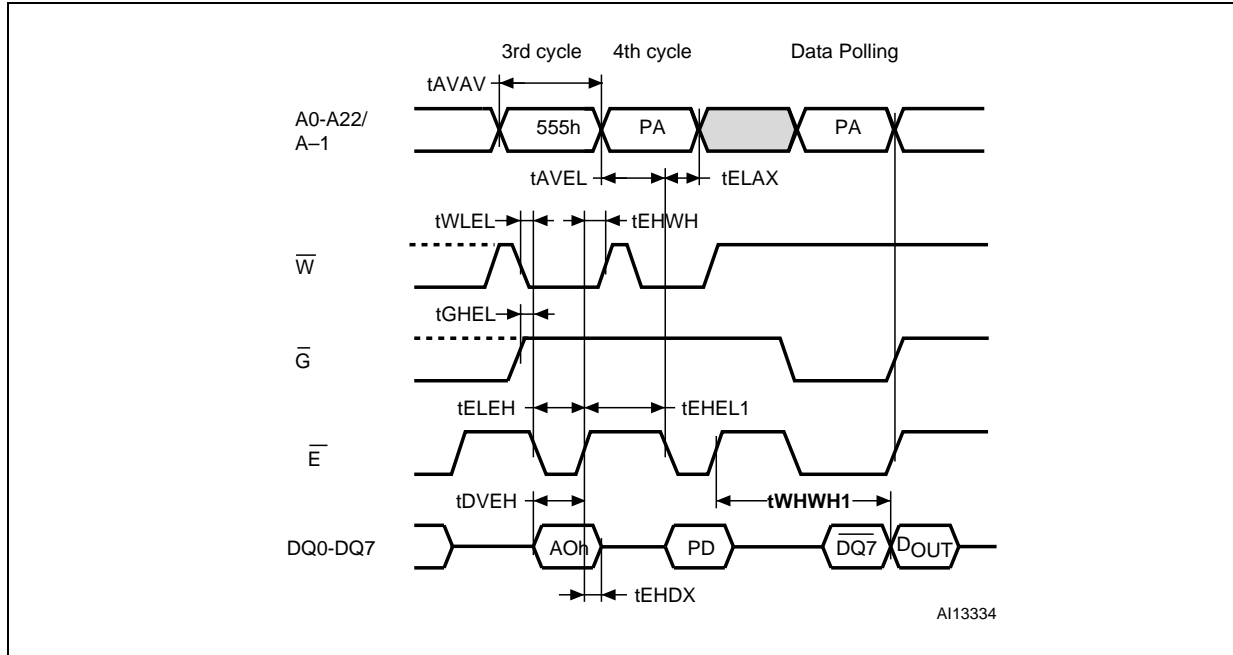 3rd cycle 4th cycle Data Polling
tAVAV
A0-A22/
A–1
555h PA PA
tAVEL tELAX
tWLEL tEHWH
W
tGHEL
G
tELEH tEHEL1
E
tDVEH tWHWH1
DQ0-DQ7 AOh PD DQ7 DOUT
tEHDX
AI13334